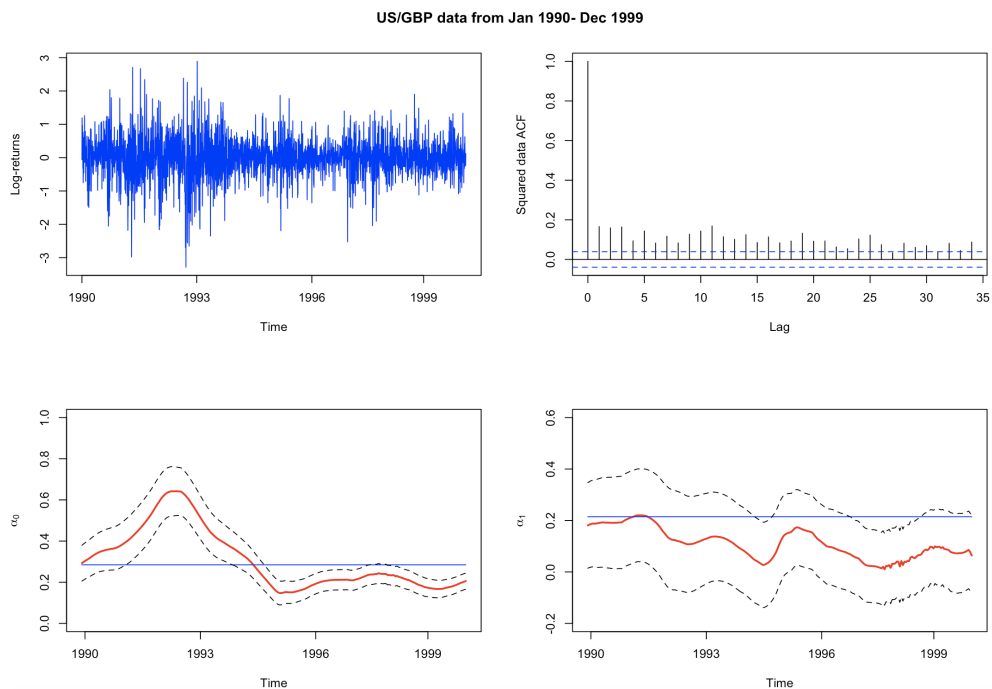 US/GBP data from Jan 1990- Dec 1999
Log-returns
3
2
1
0
-1
-2
-3
1990 1993 1996 1999
Time
Squared data ACF
1.0
0.8
0.6
0.4
0.2
0.0
0 5 10 15 20 25 30 35
Lag
α0
1.0
0.8
0.6
0.4
0.2
0.0
1990 1993 1996 1999
Time
α1
0.6
0.4
0.2
0.0
-0.2
1990 1993 1996 1999
Time